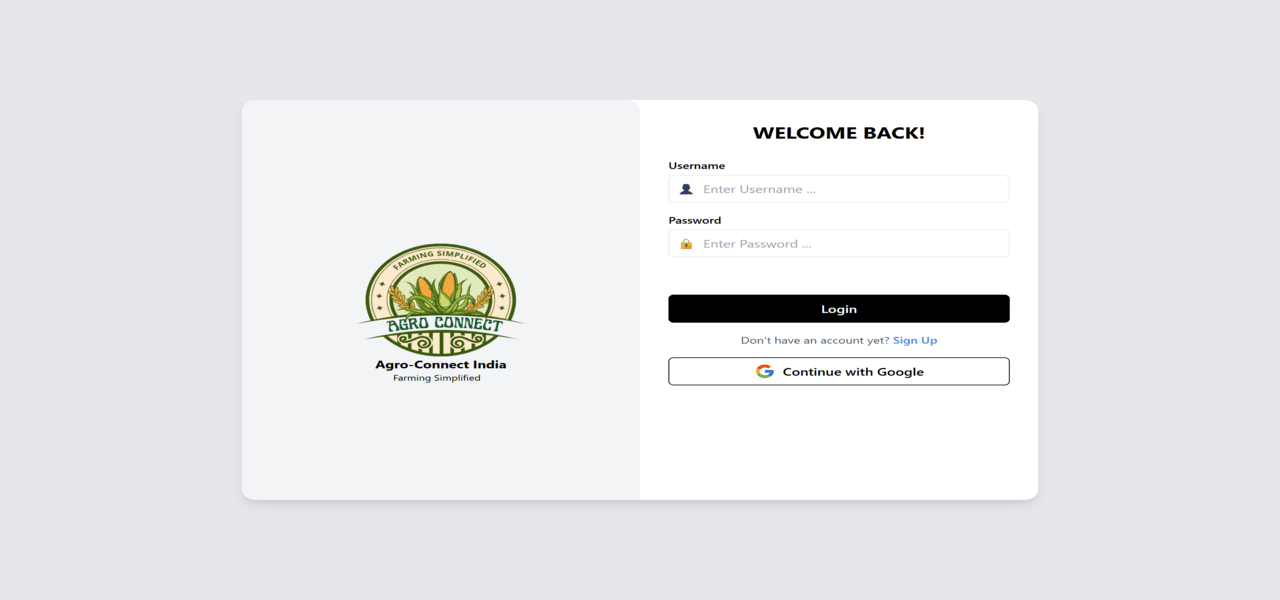 FARMING SIMPLIFIED
AGRO CONNECT
Agro-Connect India
Farming Simplified
WELCOME BACK!
Username
Enter Username ...
Password
Enter Password ...
Login
Don't have an account yet? Sign Up
Continue with Google